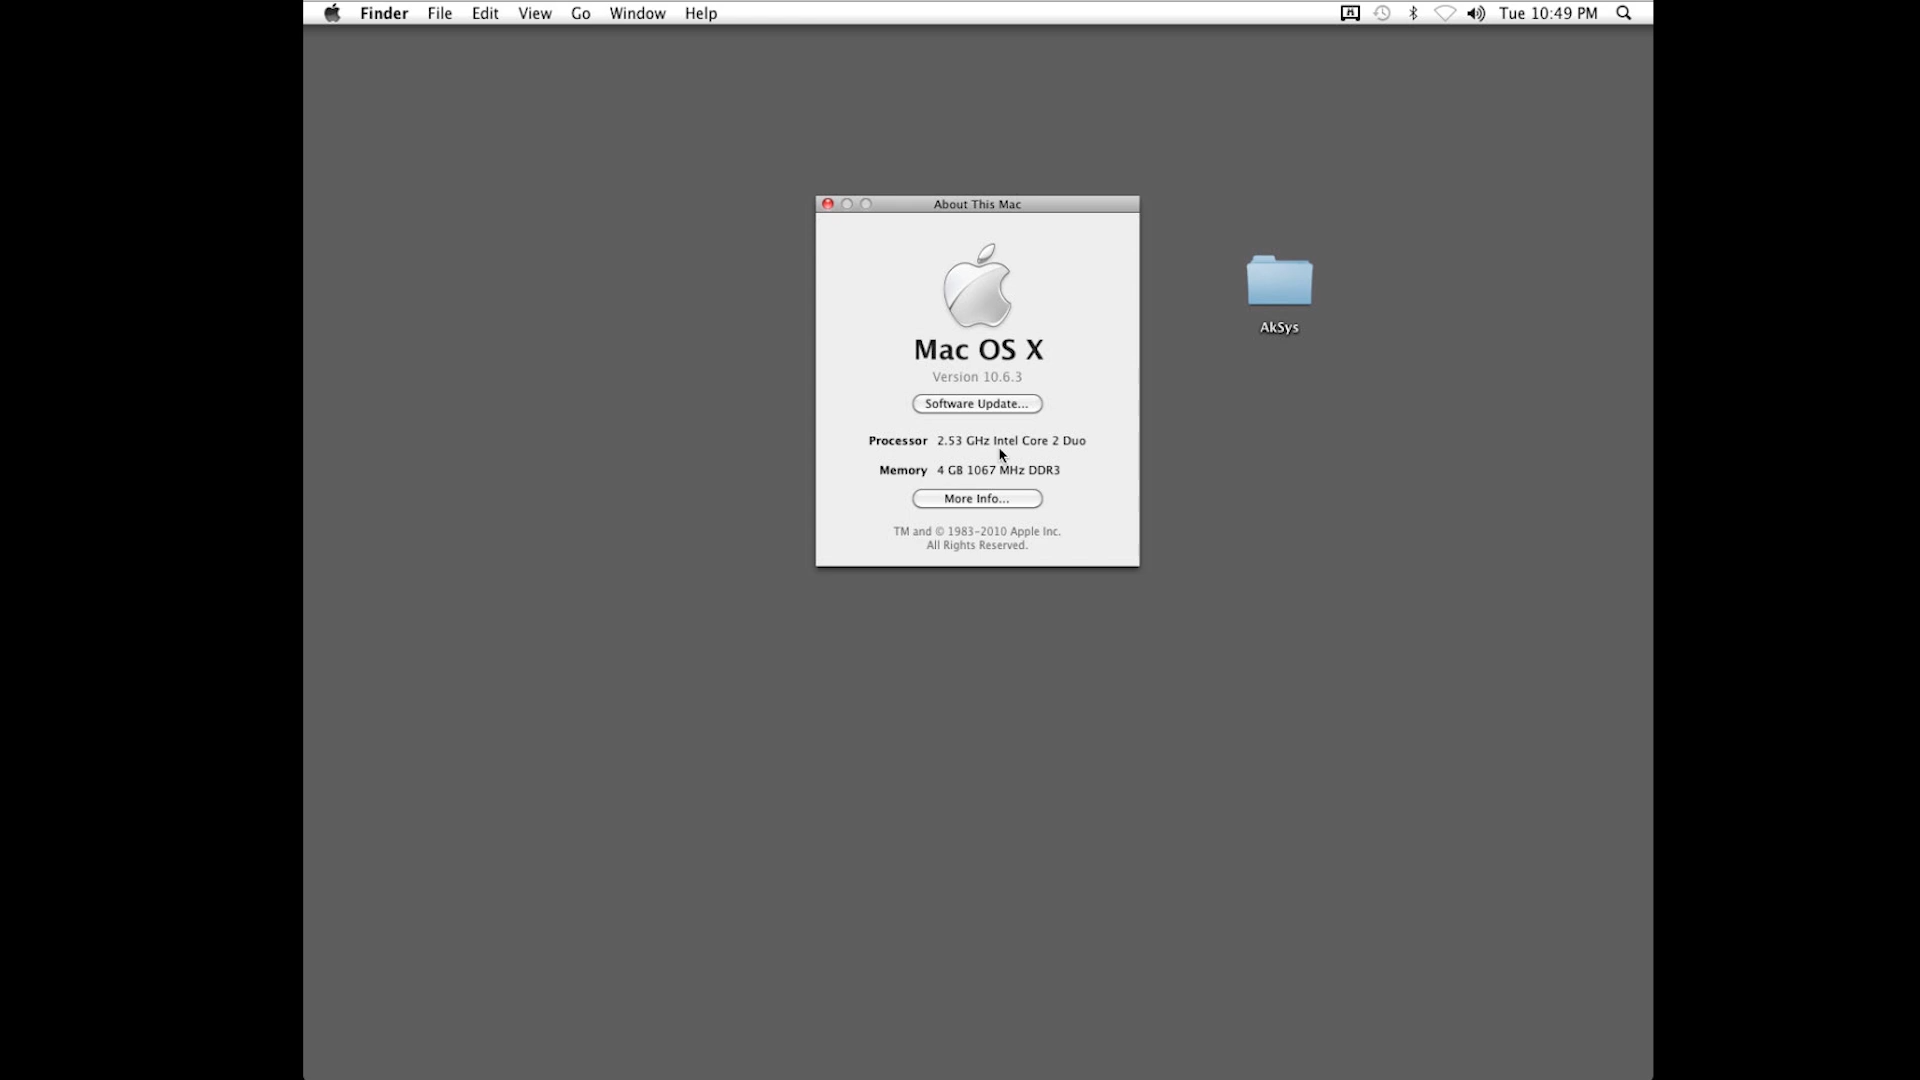 Finder File Edit View Go Window Help Tue 10:49 PM
About This Mac
Mac OS X
Version 10.6.3
Software Update...
Processor 2.53 GHz Intel Core 2 Duo
Memory 4 GB 1067 MHz DDR3
More Info...
TM and © 1983–2010 Apple Inc.
All Rights Reserved.
AkSys